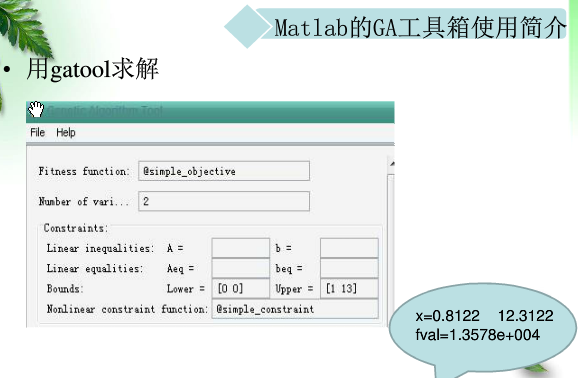 Matlab的GA工具箱使用简介
• 用gatool求解
Genetic Algorithm Tool
File Help
Fitness function: @simple_objective
Number of vari... 2
Constraints:
Linear inequalities: A = b =
Linear equalities: Aeq = beq =
Bounds: Lower = [0 0] Upper = [1 13]
Nonlinear constraint function: @simple_constraint
x=0.8122 12.3122
fval=1.3578e+004